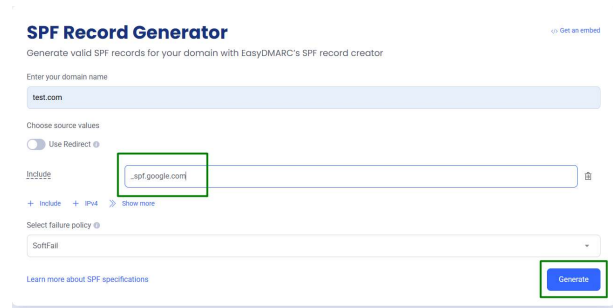 SPF Record Generator
</> Get an embed
Generate valid SPF records for your domain with EasyDMARC's SPF record creator
Enter your domain name
test.com
Choose source values
Use Redirect
Include
_spf.google.com
+ Include + IPv4 Show more
Select failure policy
SoftFail
Learn more about SPF specifications
Generate